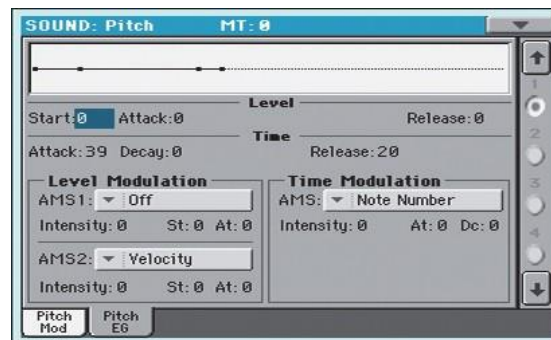 SOUND: Pitch MT:0
Level
Start:0 Attack:0 Release:0
Time
Attack:39 Decay:0 Release:20
Level Modulation
AMS1: Off
Intensity:0 St:0 At:0
AMS2: Velocity
Intensity:0 St:0 At:0
Time Modulation
AMS: Note Number
Intensity:0 At:0 Dc:0
1
2
3
4
Pitch Mod
Pitch EG